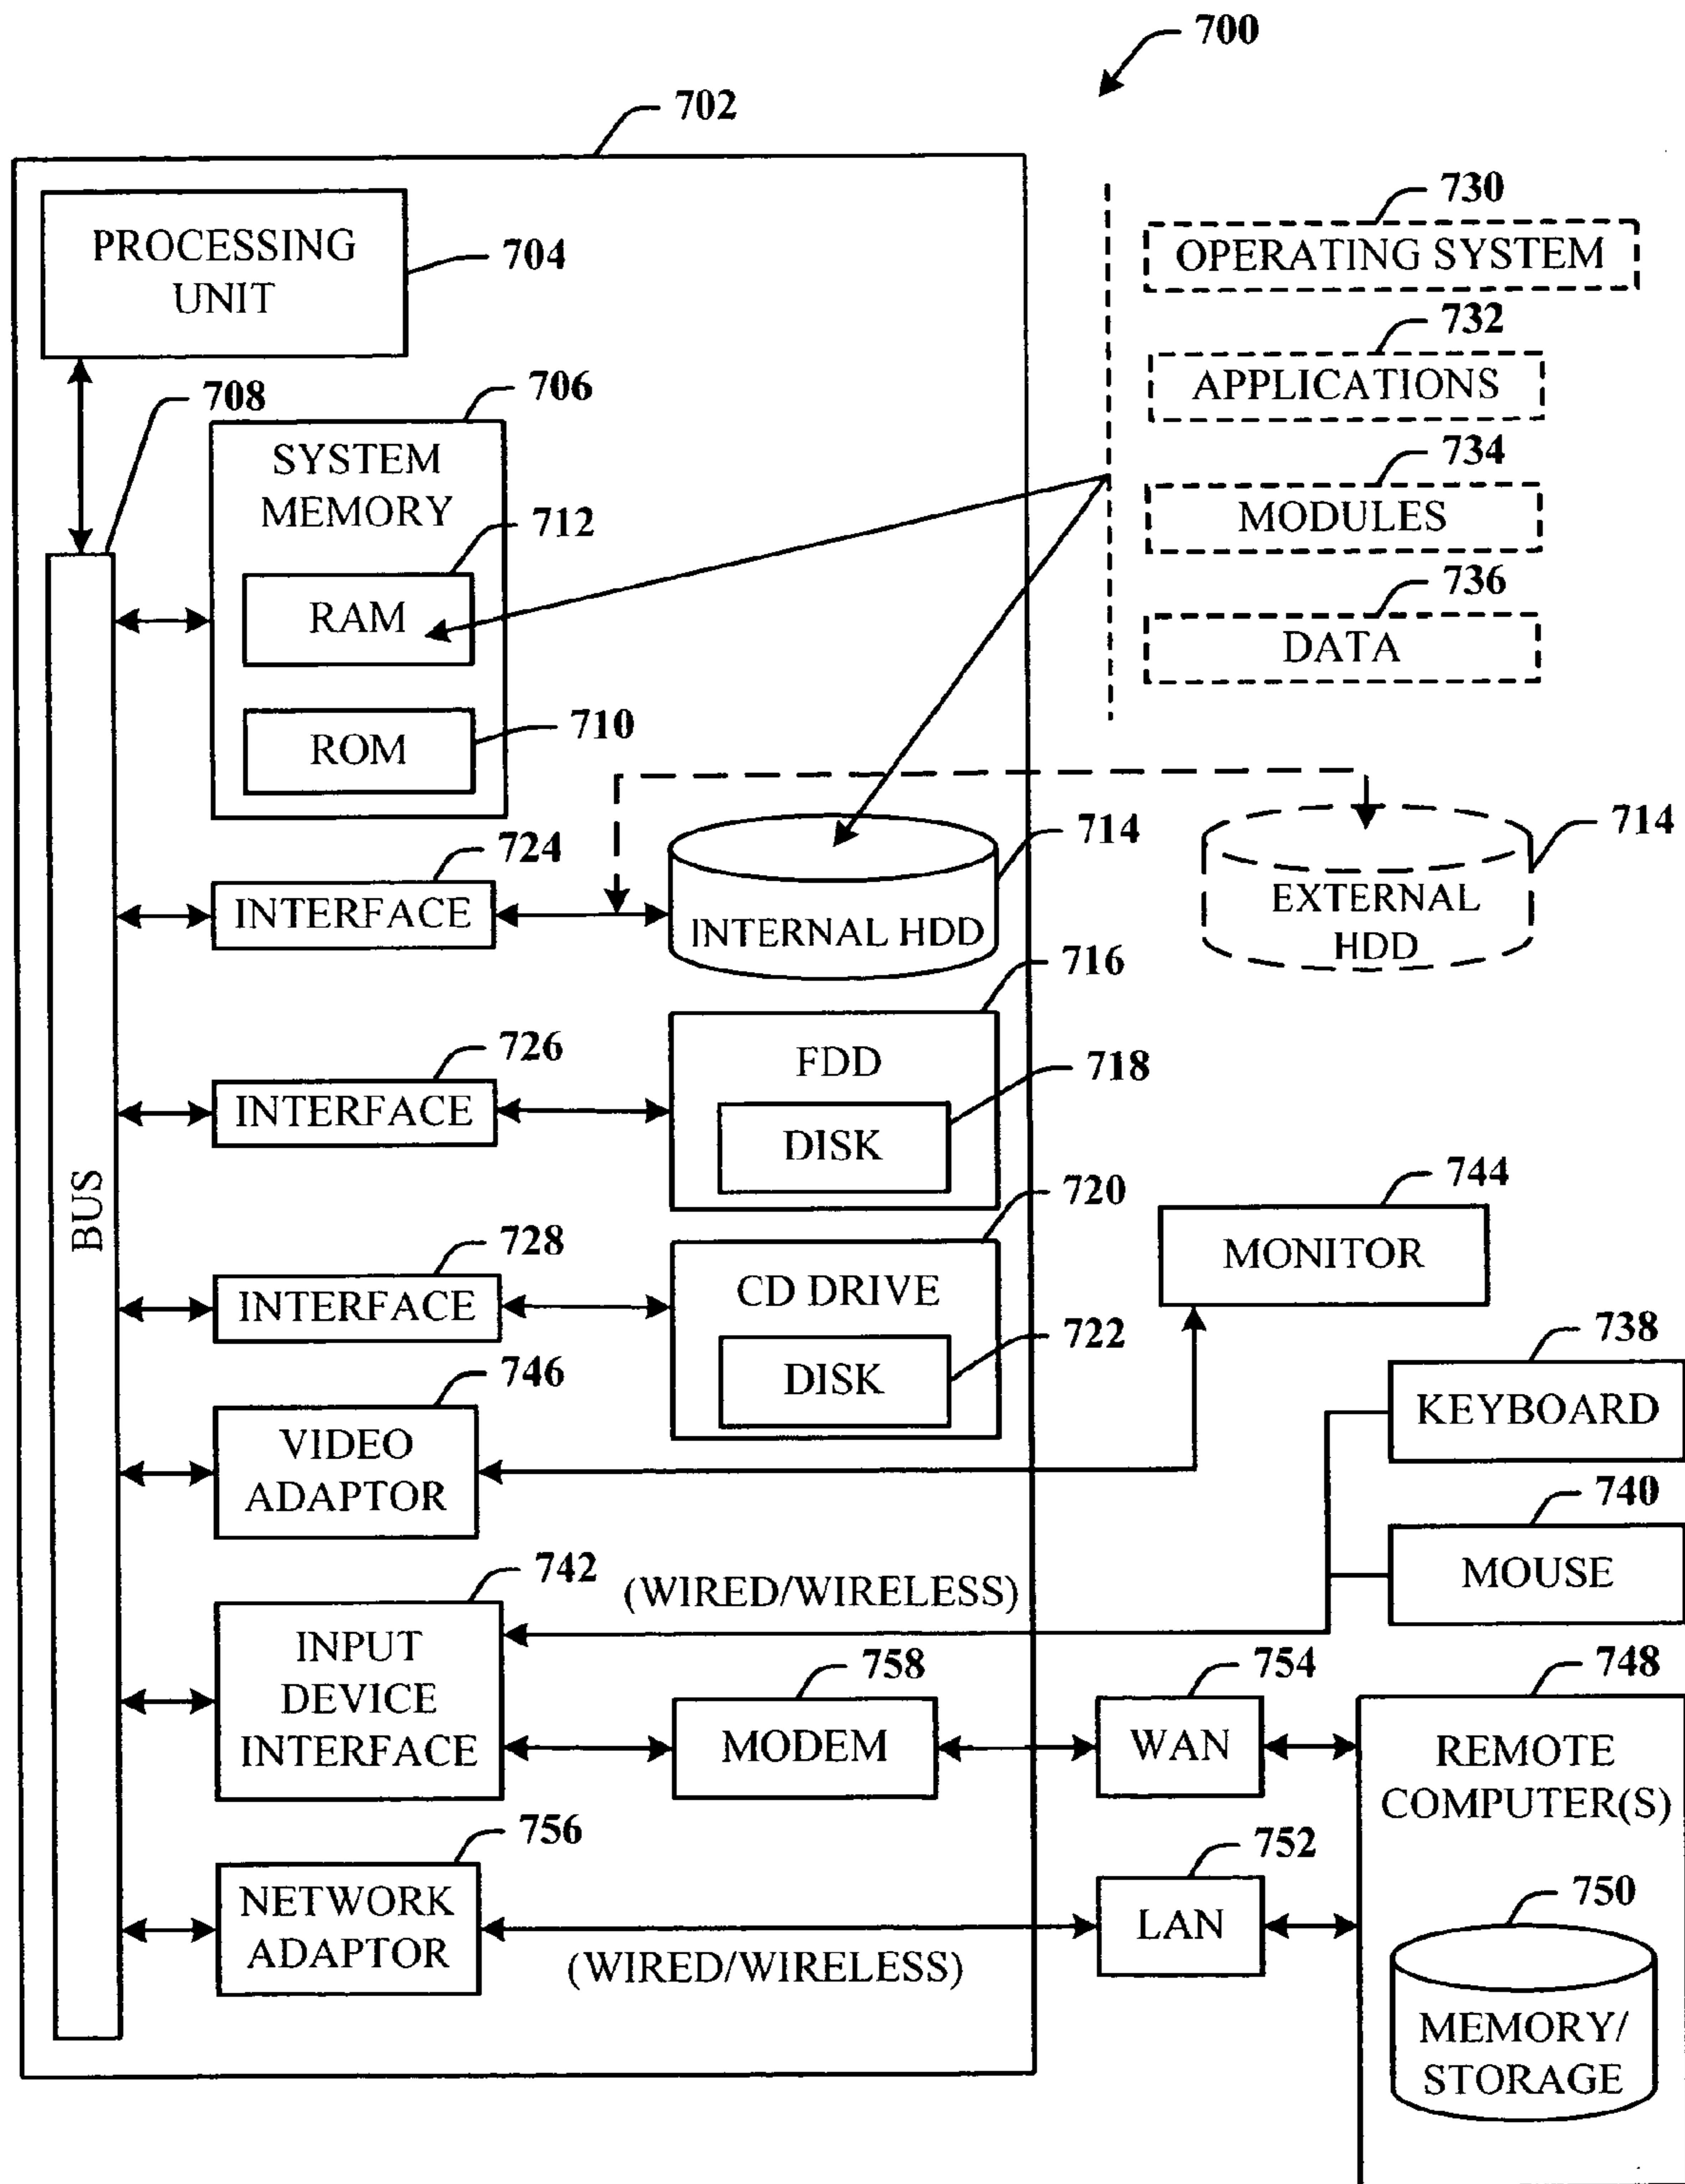 700
702
PROCESSING
UNIT
704
730
OPERATING SYSTEM
732
APPLICATIONS
734
MODULES
736
DATA
708
706
SYSTEM
MEMORY
712
RAM
710
ROM
724
INTERFACE
714
INTERNAL HDD
714
EXTERNAL
HDD
716
FDD
726
INTERFACE
718
DISK
BUS
720
CD DRIVE
728
INTERFACE
722
DISK
744
MONITOR
738
KEYBOARD
746
VIDEO
ADAPTOR
740
MOUSE
742
INPUT
DEVICE
INTERFACE
(WIRED/WIRELESS)
758
MODEM
754
WAN
748
REMOTE
COMPUTER(S)
756
NETWORK
ADAPTOR
(WIRED/WIRELESS)
752
LAN
750
MEMORY/
STORAGE